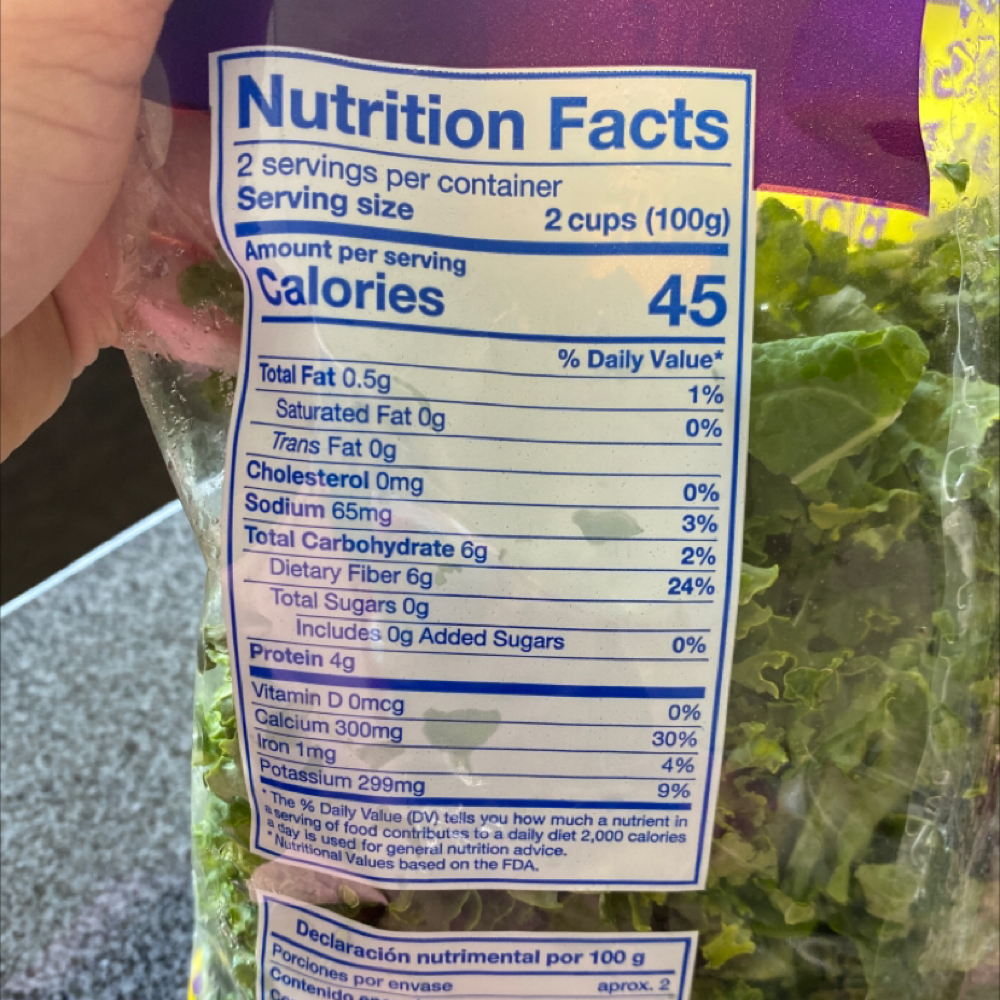 Nutrition Facts
2 servings per container
Serving size 2 cups (100g)
Amount per serving
Calories 45
% Daily Value*
Total Fat 0.5g 1%
Saturated Fat 0g 0%
Trans Fat 0g
Cholesterol 0mg 0%
Sodium 65mg 3%
Total Carbohydrate 6g 2%
Dietary Fiber 6g 24%
Total Sugars 0g
Includes 0g Added Sugars 0%
Protein 4g
Vitamin D 0mcg 0%
Calcium 300mg 30%
Iron 1mg 4%
Potassium 299mg 9%
* The % Daily Value (DV) tells you how much a nutrient in
a serving of food contributes to a daily diet 2,000 calories
a day is used for general nutrition advice.
* Nutritional Values based on the FDA.
Declaración nutrimental por 100 g
Porciones por envase aprox. 2
Contenido